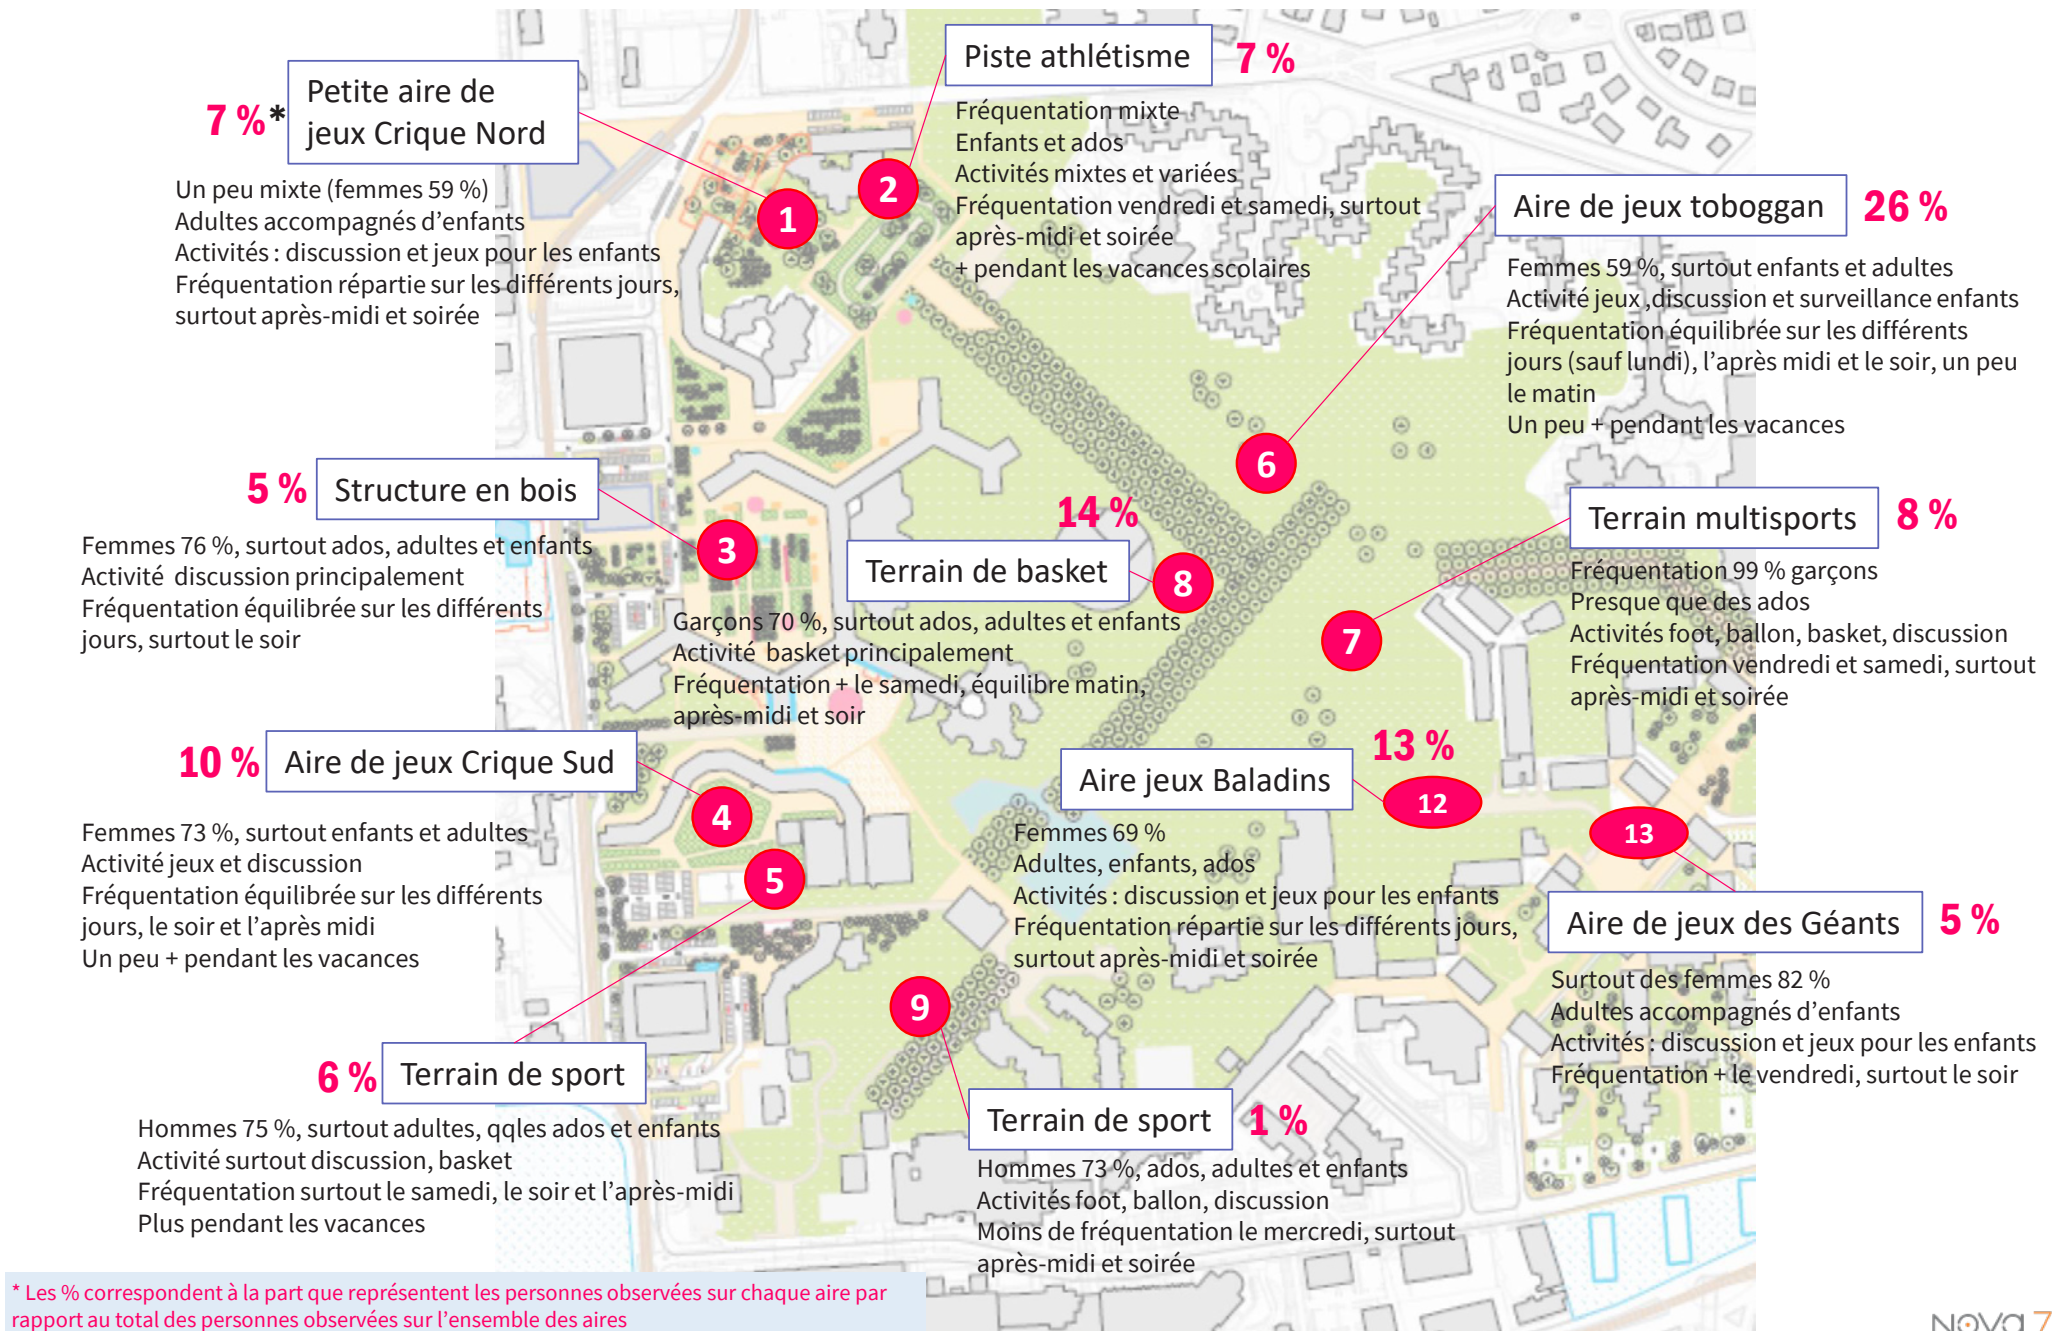 Piste athlétisme
7 %
Fréquentation mixte
Enfants et ados
Activités mixtes et variées
Fréquentation vendredi et samedi, surtout
après-midi et soirée
+ pendant les vacances scolaires
7 %*
Petite aire de
jeux Crique Nord
Un peu mixte (femmes 59 %)
Adultes accompagnés d'enfants
Activités : discussion et jeux pour les enfants
Fréquentation répartie sur les différents jours,
surtout après-midi et soirée
1
2
Aire de jeux toboggan
26 %
Femmes 59 %, surtout enfants et adultes
Activité jeux ,discussion et surveillance enfants
Fréquentation équilibrée sur les différents
jours (sauf lundi), l'après midi et le soir, un peu
le matin
Un peu + pendant les vacances
6
5 %
Structure en bois
Femmes 76 %, surtout ados, adultes et enfants
Activité  discussion principalement
Fréquentation équilibrée sur les différents
jours, surtout le soir
3
14 %
Terrain de basket
8
Garçons 70 %, surtout ados, adultes et enfants
Activité  basket principalement
Fréquentation + le samedi, équilibre matin,
après-midi et soir
Terrain multisports
8 %
Fréquentation 99 % garçons
Presque que des ados
Activités foot, ballon, basket, discussion
Fréquentation vendredi et samedi, surtout
après-midi et soirée
7
10 %
Aire de jeux Crique Sud
Femmes 73 %, surtout enfants et adultes
Activité jeux et discussion
Fréquentation équilibrée sur les différents
jours, le soir et l'après midi
Un peu + pendant les vacances
4
5
13 %
Aire jeux Baladins
12
Femmes 69 %
Adultes, enfants, ados
Activités : discussion et jeux pour les enfants
Fréquentation répartie sur les différents jours,
surtout après-midi et soirée
13
Aire de jeux des Géants
5 %
Surtout des femmes 82 %
Adultes accompagnés d'enfants
Activités : discussion et jeux pour les enfants
Fréquentation + le vendredi, surtout le soir
6 %
Terrain de sport
Hommes 75 %, surtout adultes, qqles ados et enfants
Activité surtout discussion, basket
Fréquentation surtout le samedi, le soir et l'après-midi
Plus pendant les vacances
9
Terrain de sport
1 %
Hommes 73 %, ados, adultes et enfants
Activités foot, ballon, discussion
Moins de fréquentation le mercredi, surtout
après-midi et soirée
* Les % correspondent à la part que représentent les personnes observées sur chaque aire par
rapport au total des personnes observées sur l'ensemble des aires
NOVA 7